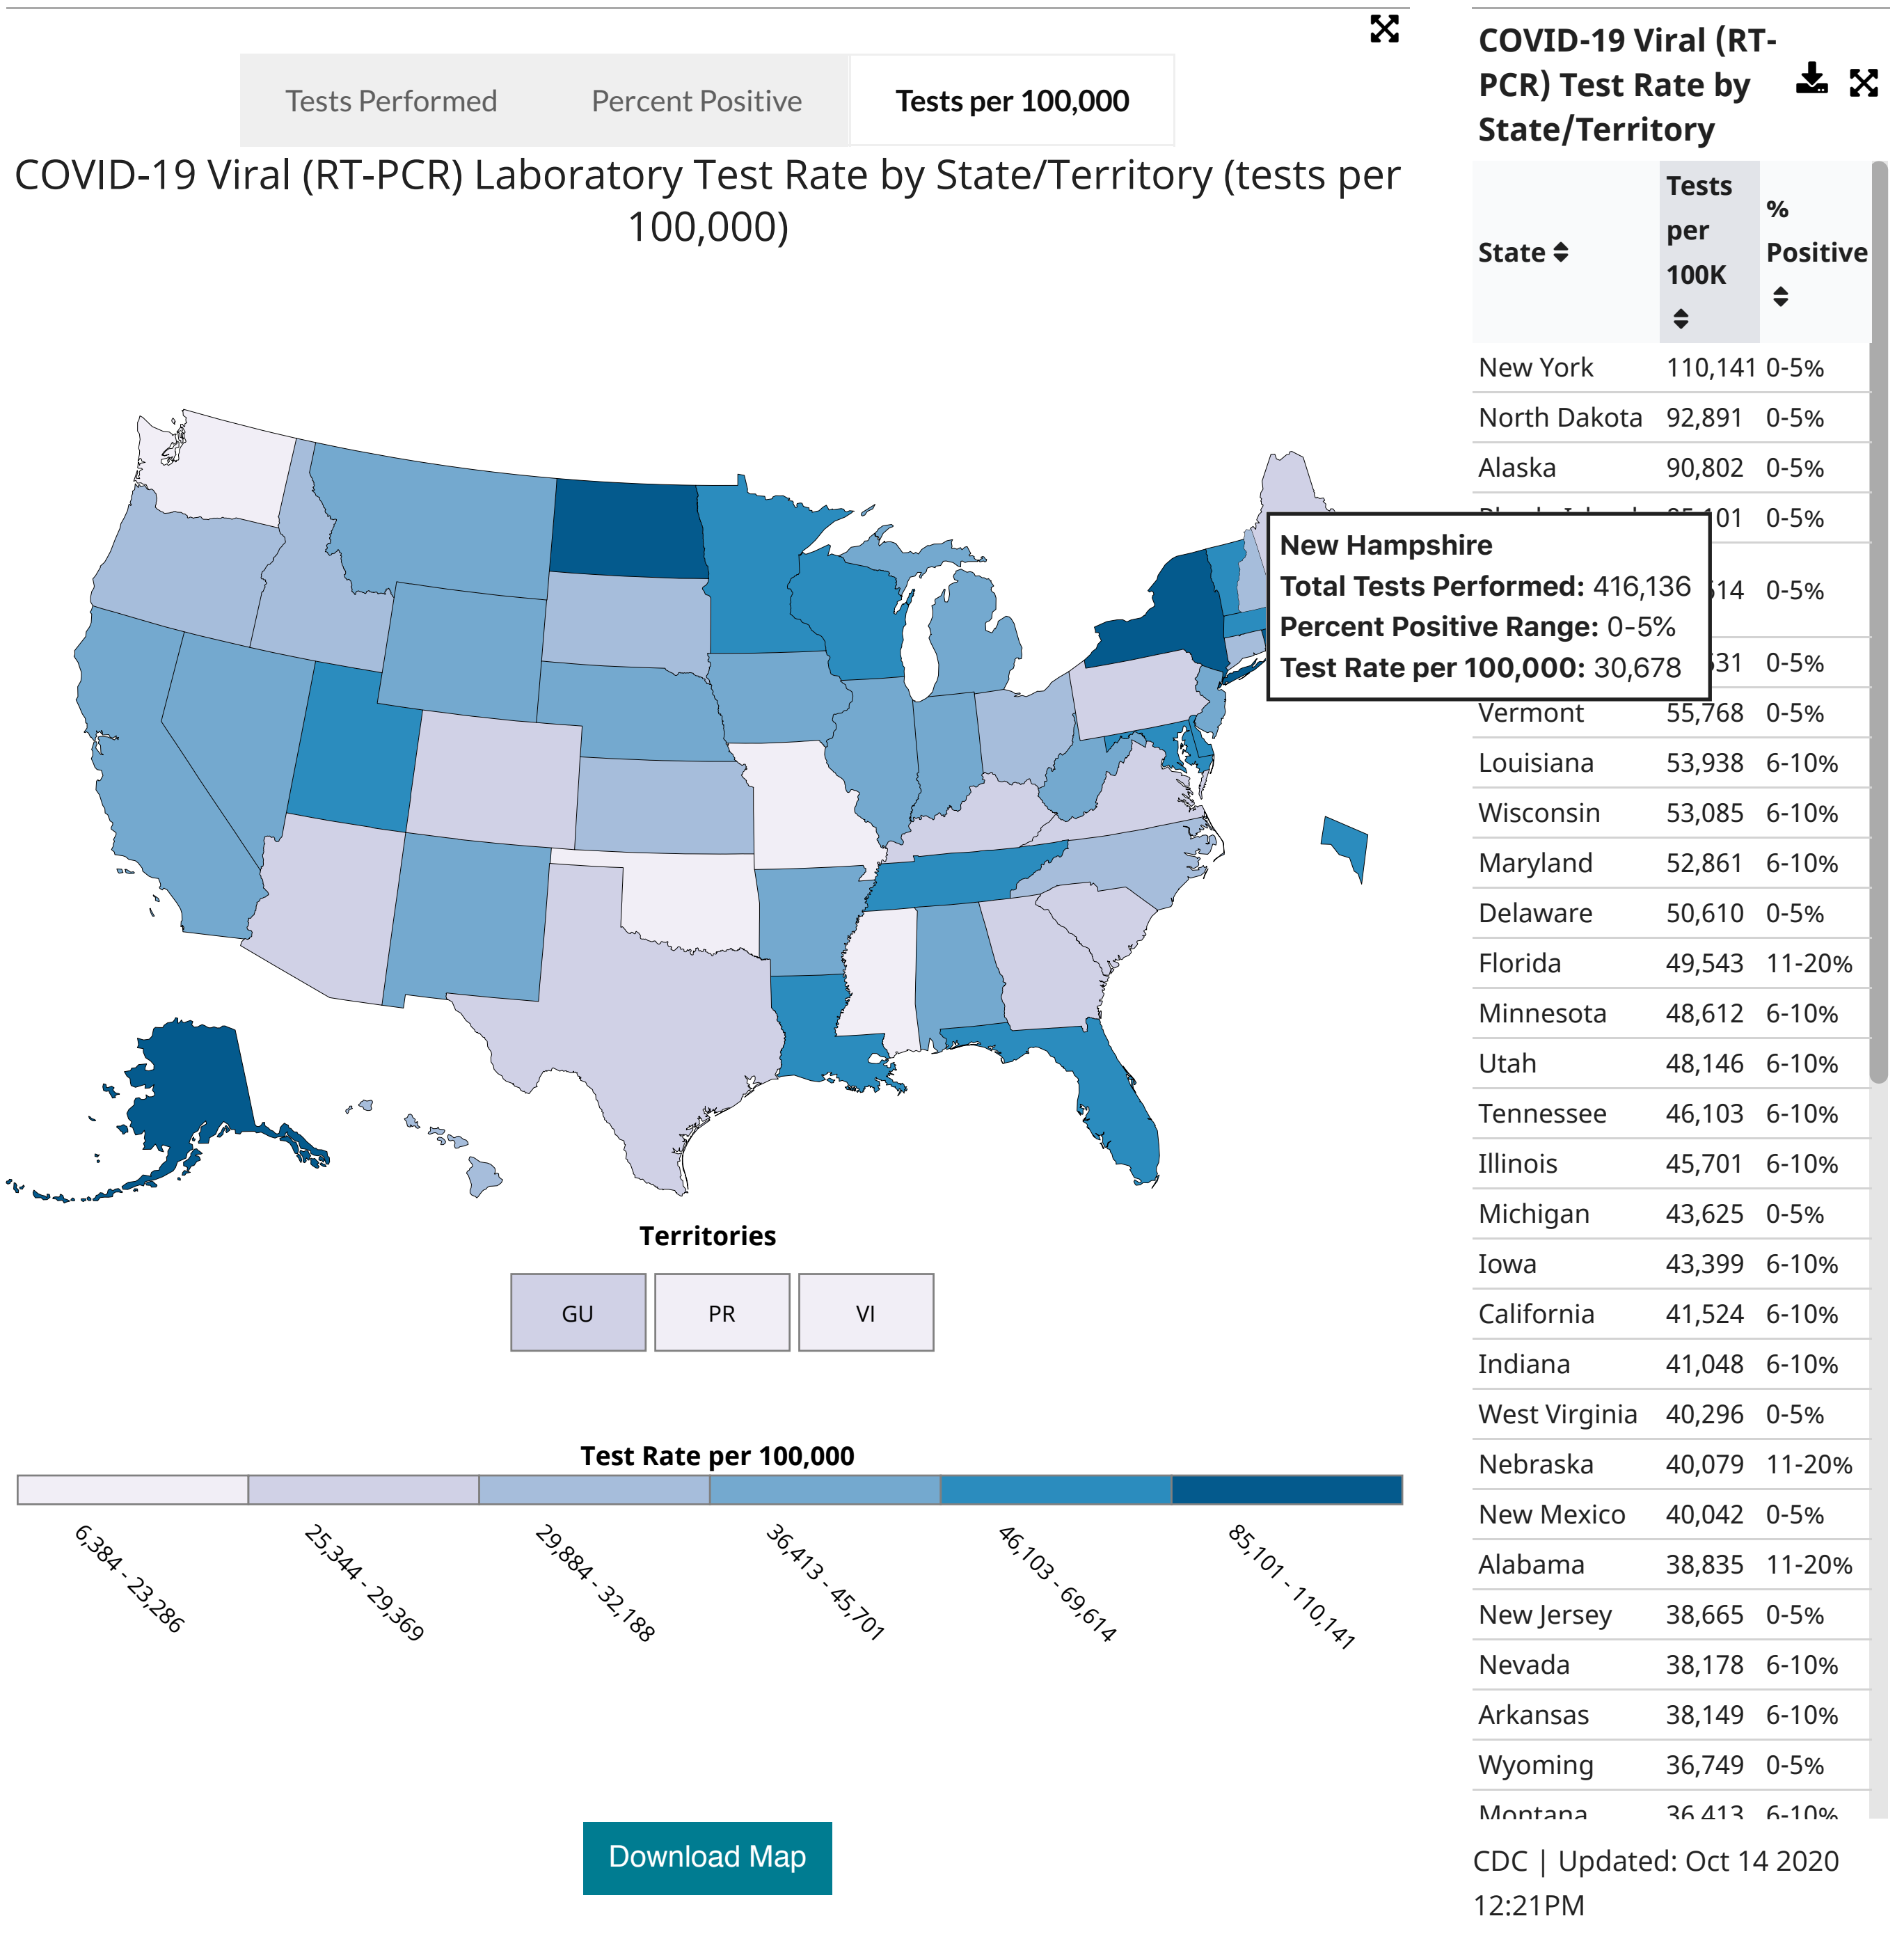 Tests Performed Percent Positive Tests per 100,000
COVID-19 Viral (RT-PCR) Laboratory Test Rate by State/Territory (tests per
100,000)
New Hampshire
Total Tests Performed: 416,136
Percent Positive Range: 0-5%
Test Rate per 100,000: 30,678
Territories
GU PR VI
Test Rate per 100,000
6,384 - 23,286
25,344 - 29,369
29,884 - 32,188
36,413 - 45,701
46,103 - 69,614
85,101 - 110,141
Download Map
COVID-19 Viral (RT-
PCR) Test Rate by
State/Territory
State Tests per 100K % Positive
New York 110,141 0-5%
North Dakota 92,891 0-5%
Alaska 90,802 0-5%
101 0-5%
14 0-5%
31 0-5%
Vermont 55,768 0-5%
Louisiana 53,938 6-10%
Wisconsin 53,085 6-10%
Maryland 52,861 6-10%
Delaware 50,610 0-5%
Florida 49,543 11-20%
Minnesota 48,612 6-10%
Utah 48,146 6-10%
Tennessee 46,103 6-10%
Illinois 45,701 6-10%
Michigan 43,625 0-5%
Iowa 43,399 6-10%
California 41,524 6-10%
Indiana 41,048 6-10%
West Virginia 40,296 0-5%
Nebraska 40,079 11-20%
New Mexico 40,042 0-5%
Alabama 38,835 11-20%
New Jersey 38,665 0-5%
Nevada 38,178 6-10%
Arkansas 38,149 6-10%
Wyoming 36,749 0-5%
Montana 36,413 6-10%
CDC | Updated: Oct 14 2020
12:21PM